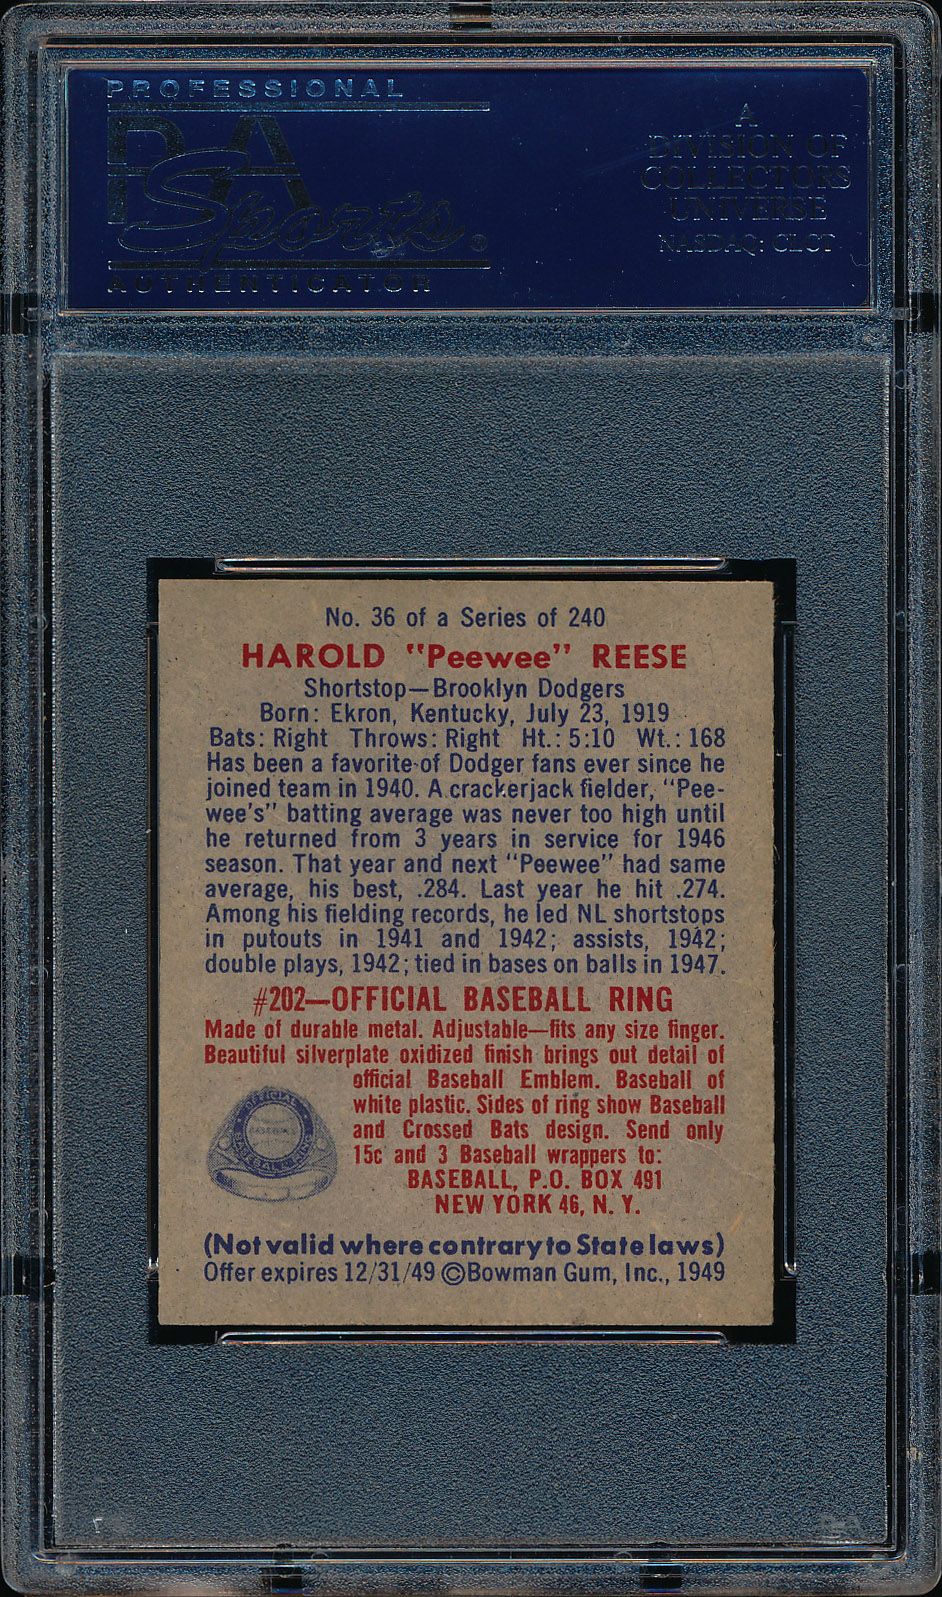 PROFESSIONAL
PSA
Sports®
AUTHENTICATOR
A
DIVISION OF
COLLECTORS
UNIVERSE
NASDAQ: CLCT
No. 36 of a Series of 240
HAROLD "Peewee" REESE
Shortstop—Brooklyn Dodgers
Born: Ekron, Kentucky, July 23, 1919
Bats: Right Throws: Right Ht.: 5:10 Wt.: 168
Has been a favorite of Dodger fans ever since he
joined team in 1940. A crackerjack fielder, "Pee-
wee's" batting average was never too high until
he returned from 3 years in service for 1946
season. That year and next "Peewee" had same
average, his best, .284. Last year he hit .274.
Among his fielding records, he led NL shortstops
in putouts in 1941 and 1942; assists, 1942;
double plays, 1942; tied in bases on balls in 1947.
#202—OFFICIAL BASEBALL RING
Made of durable metal. Adjustable—fits any size finger.
Beautiful silverplate oxidized finish brings out detail of
official Baseball Emblem. Baseball of
white plastic. Sides of ring show Baseball
and Crossed Bats design. Send only
15c and 3 Baseball wrappers to:
BASEBALL, P.O. BOX 491
NEW YORK 46, N. Y.
OFFICIAL
BASEBALL RING
(Not valid where contrary to State laws)
Offer expires 12/31/49 ©Bowman Gum, Inc., 1949